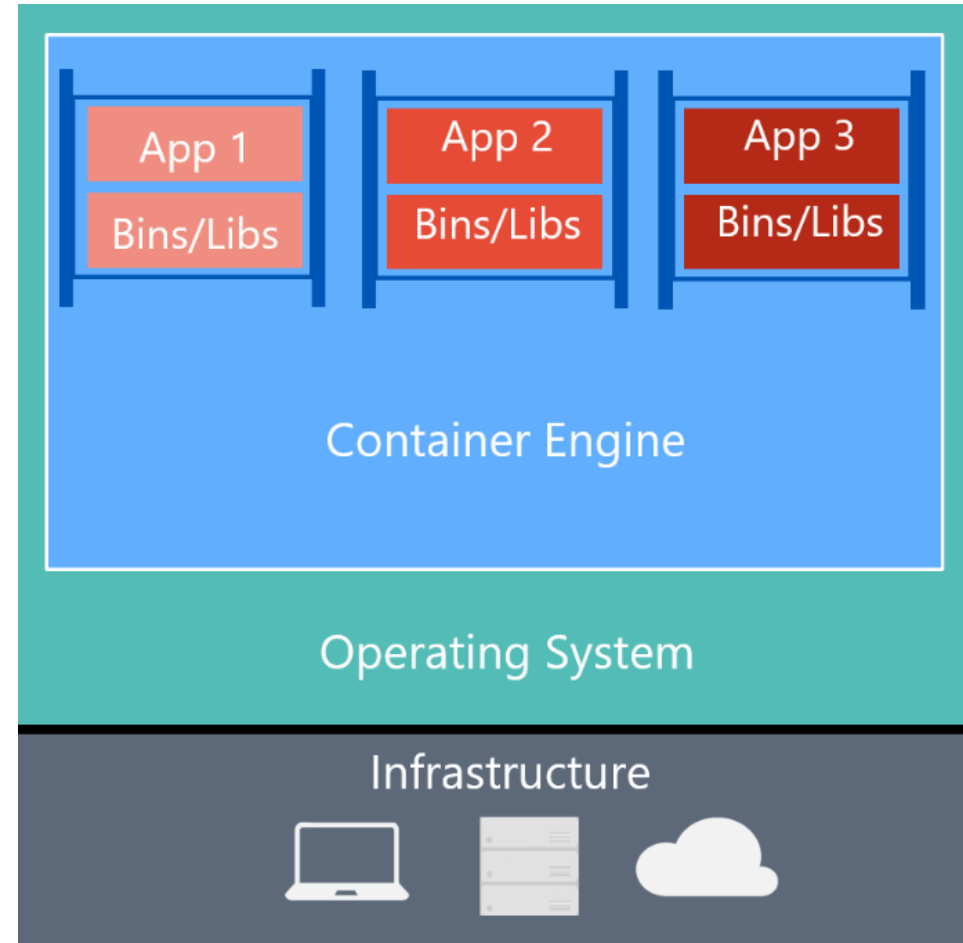 App 1
App 2
App 3
Bins/Libs
Bins/Libs
Bins/Libs
Container Engine
Operating System
Infrastructure